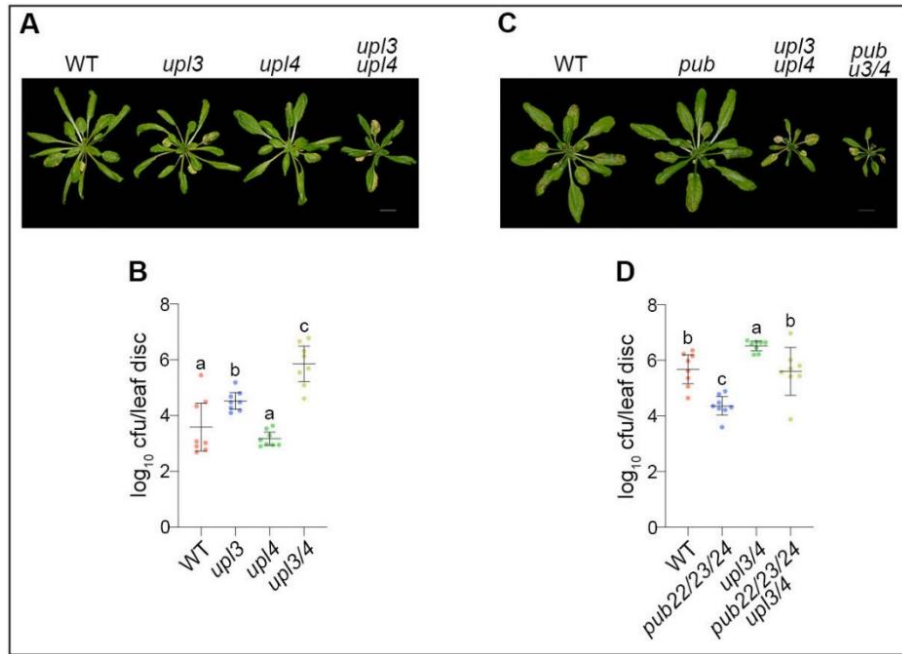 A
WT
upl3
upl4
upl3
upl4
B
log10 cfu/leaf disc
8
6
4
2
0
a
b
a
c
WT
upl3
upl4
upl3/4
C
WT
pub
upl3
upl4
pub
u3/4
D
log10 cfu/leaf disc
8
6
4
2
0
b
c
a
b
WT
pub22/23/24
upl3/4
pub22/23/24
upl3/4